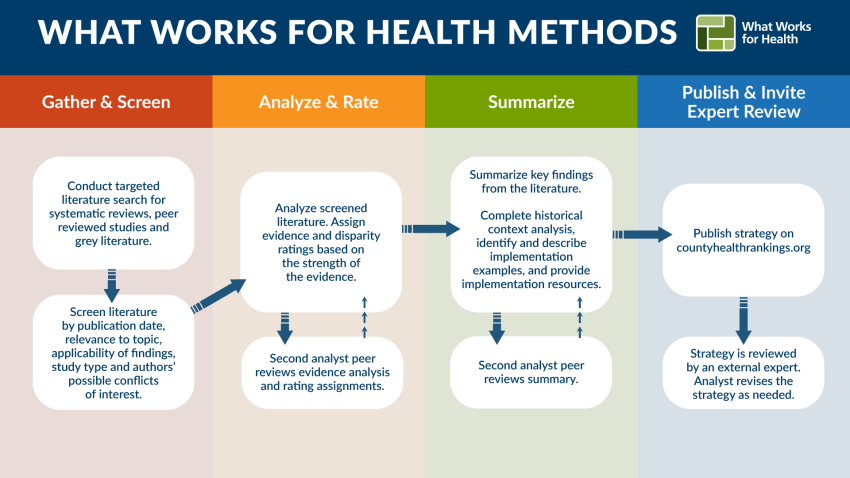 WHAT WORKS FOR HEALTH METHODS
What Works
for Health
Gather & Screen
Analyze & Rate
Summarize
Publish & Invite
Expert Review
Conduct targeted
literature search for
systematic reviews, peer
reviewed studies and
grey literature.
Screen literature
by publication date,
relevance to topic,
applicability of findings,
study type and authors’
possible conflicts
of interest.
Analyze screened
literature. Assign
evidence and disparity
ratings based on
the strength of
the evidence.
Second analyst peer
reviews evidence analysis
and rating assignments.
Summarize key findings
from the literature.
Complete historical
context analysis,
identify and describe
implementation
examples, and provide
implementation resources.
Second analyst peer
reviews summary.
Publish strategy on
countyhealthrankings.org
Strategy is reviewed
by an external expert.
Analyst revises the
strategy as needed.